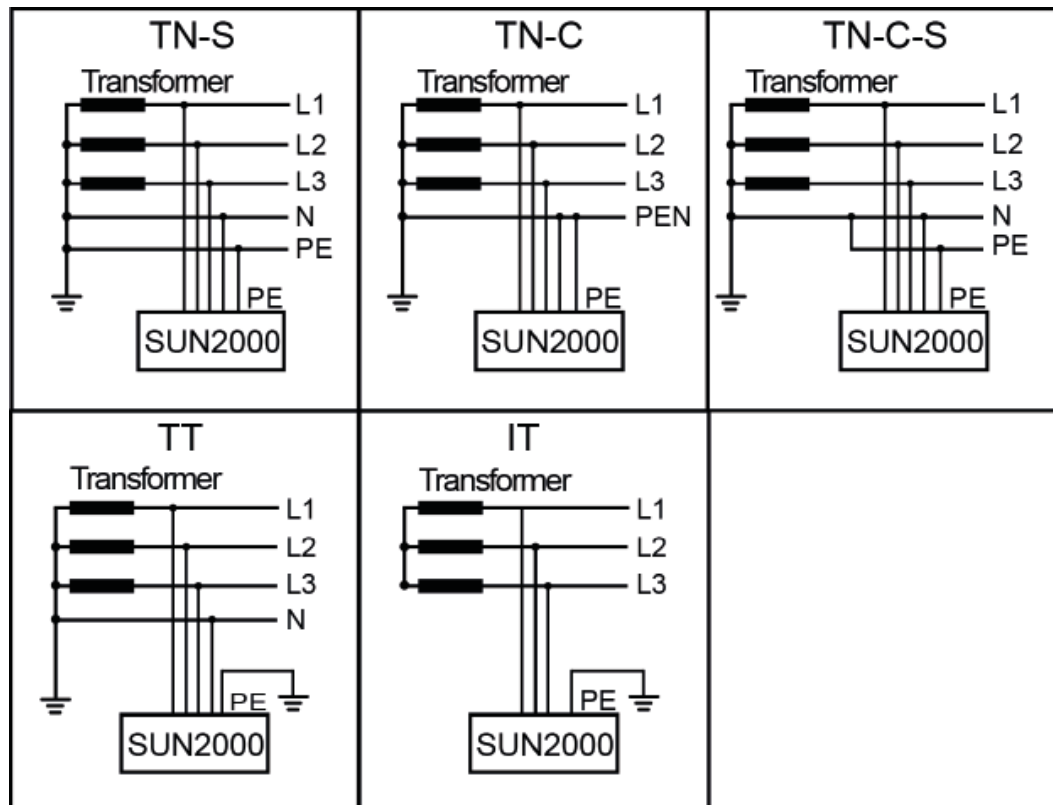 TN-S
Transformer
L1
L2
L3
N
PE
PE
SUN2000
TN-C
Transformer
L1
L2
L3
PEN
PE
SUN2000
TN-C-S
Transformer
L1
L2
L3
N
PE
PE
SUN2000
TT
Transformer
L1
L2
L3
N
PE
SUN2000
IT
Transformer
L1
L2
L3
PE
SUN2000